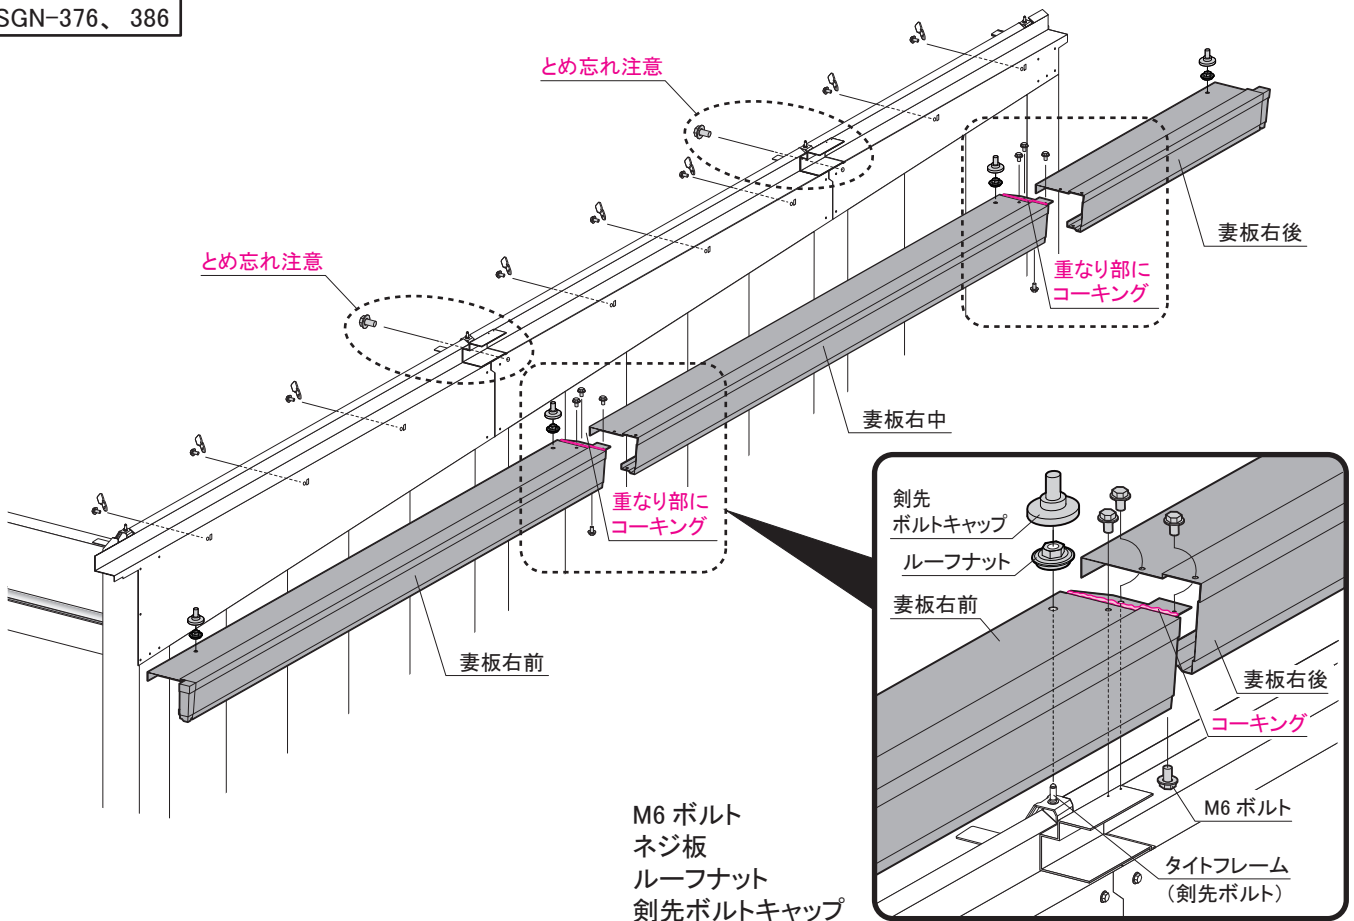 SGN-376、 386
とめ忘れ注意
とめ忘れ注意
妻板右後
重なり部に
コーキング
妻板右中
重なり部に
コーキング
妻板右前
剣先
ボルトキャップ
ルーフナット
妻板右前
妻板右後
コーキング
M6 ボルト
タイトフレーム
（剣先ボルト）
M6 ボルト
ネジ板
ルーフナット
剣先ボルトキャップ